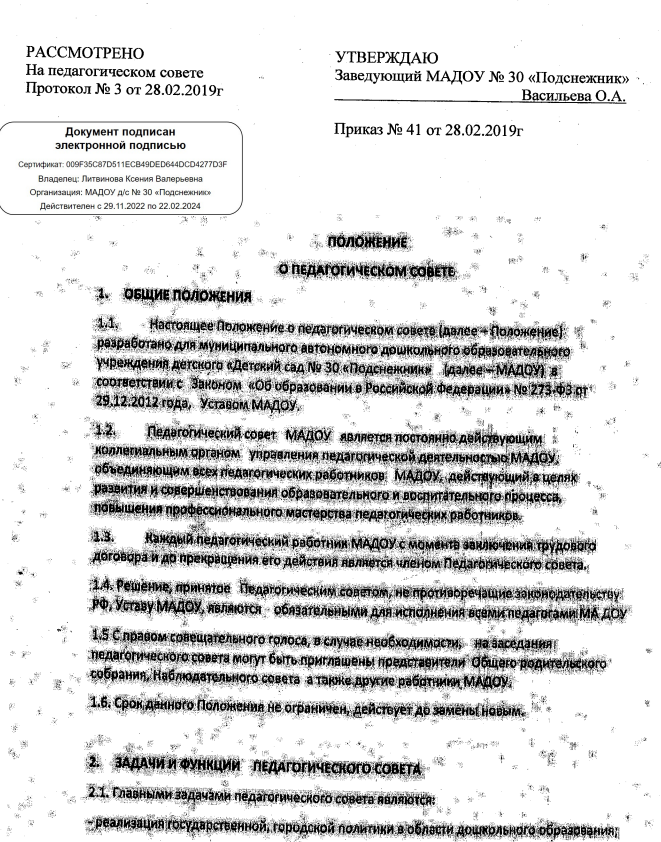 РАССМОТРЕНО
На педагогическом совете
Протокол № 3 от 28.02.2019г
УТВЕРЖДАЮ
Заведующий МАДОУ № 30 «Подснежник»
Васильева О.А.
Приказ № 41 от 28.02.2019г
Документ подписан
электронной подписью
Сертификат: 009F35C87D511ECB49DED644DCD4277D3F
Владелец: Литвинова Ксения Валерьевна
Организация: МАДОУ д/с № 30 «Подснежник»
Действителен с 29.11.2022 по 22.02.2024
ПОЛОЖЕНИЕ
О ПЕДАГОГИЧЕСКОМ СОВЕТЕ
1. ОБЩИЕ ПОЛОЖЕНИЯ
1.1. Настоящее Положение о педагогическом совете (далее – Положение)
разработано для муниципального автономного дошкольного образовательного
учреждения детского «Детский сад № 30 «Подснежник» (далее – МАДОУ) в
соответствии с Законом «Об образовании в Российской Федерации» № 273-ФЗ от
29.12.2012 года, Уставом МАДОУ.
1.2. Педагогический совет МАДОУ является постоянно действующим
коллегиальным органом управления педагогической деятельностью МАДОУ,
объединяющим всех педагогических работников МАДОУ, действующий в целях
развития и совершенствования образовательного и воспитательного процесса,
повышения профессионального мастерства педагогических работников.
1.3. Каждый педагогический работник МАДОУ с момента заключения трудового
договора и до прекращения его действия является членом Педагогического совета.
1.4. Решение, принятое Педагогическим советом, не противоречащие законодательству
РФ, Уставу МАДОУ, являются обязательными для исполнения всеми педагогами МА ДОУ
1.5 С правом совещательного голоса, в случае необходимости, на заседания
педагогического совета могут быть приглашены представители Общего родительского
собрания, Наблюдательного совета а также другие работники МАДОУ.
1.6. Срок данного Положения не ограничен, действует до замены новым.
2. ЗАДАЧИ И ФУНКЦИИ ПЕДАГОГИЧЕСКОГО СОВЕТА
2.1. Главными задачами педагогического совета являются:
- реализация государственной, городской политики в области дошкольного образования;